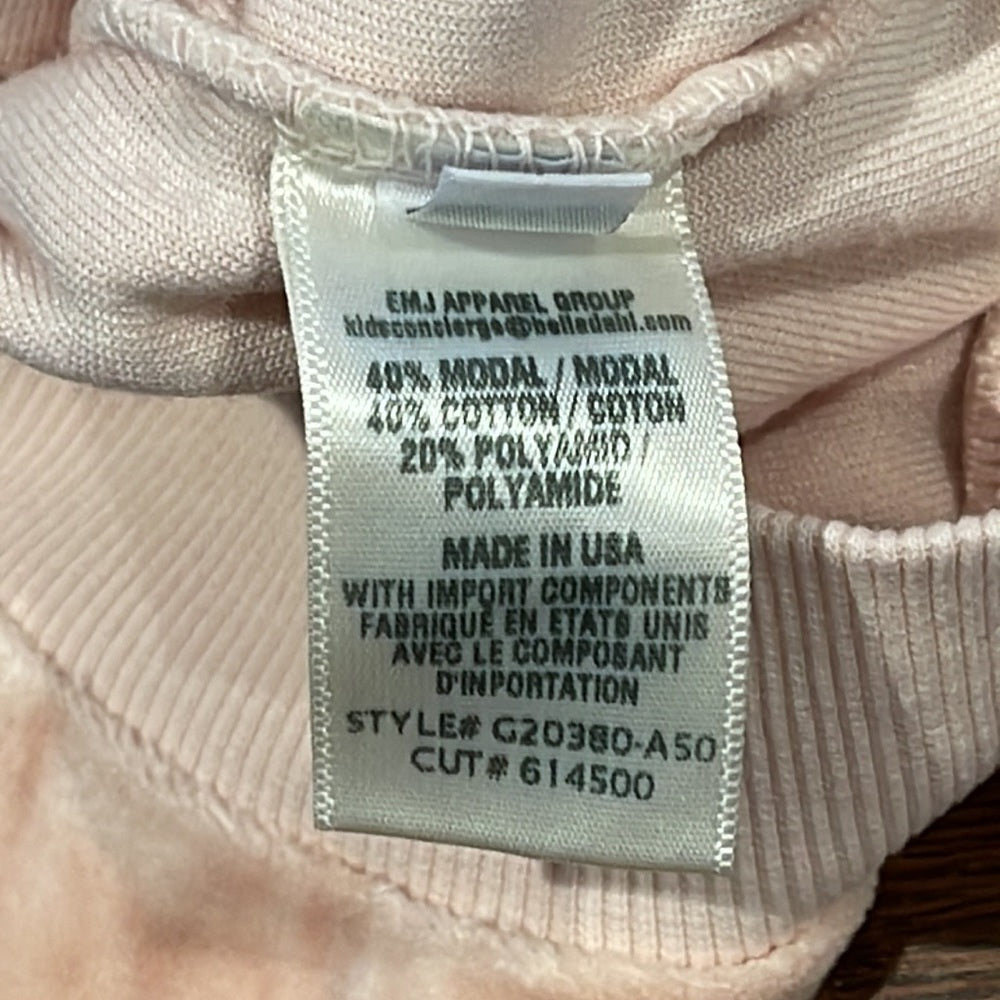 EMJ APPAREL GROUP
kidsconcierge@belladahl.com
40% MODAL / MODAL
40% COTTON / COTON
20% POLYAMID /
POLYAMIDE
MADE IN USA
WITH IMPORT COMPONENTS
FABRIQUE EN ETATS UNIS
AVEC LE COMPOSANT
D'INPORTATION
STYLE# G20380-A50
CUT# 614500